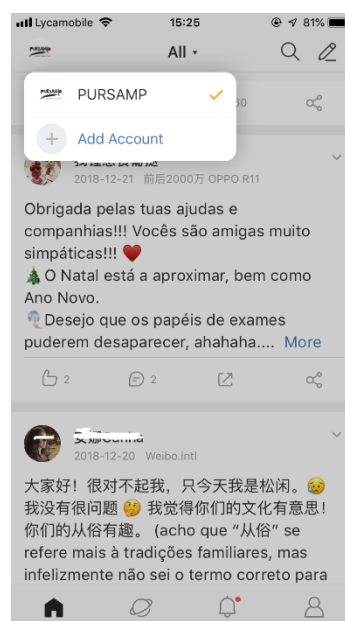 Lycamobile 15:25 81%
All
PURSAMP
Add Account
2018-12-21 前后2000万 OPPO R11
Obrigada pelas tuas ajudas e
companhias!!! Vocês são amigas muito
simpáticas!!! ❤️
🎄 O Natal está a aproximar, bem como
Ano Novo.
🎐Desejo que os papéis de exames
puderem desaparecer, ahahaha.... More
2 2
2018-12-20 Weibo.intl
大家好！很对不起我，只今天我是松闲。😥
我没有很问题 🤔 我觉得你们的文化有意思！
你们的从俗有趣。 (acho que “从俗” se
refere mais à tradições familiares, mas
infelizmente não sei o termo correto para